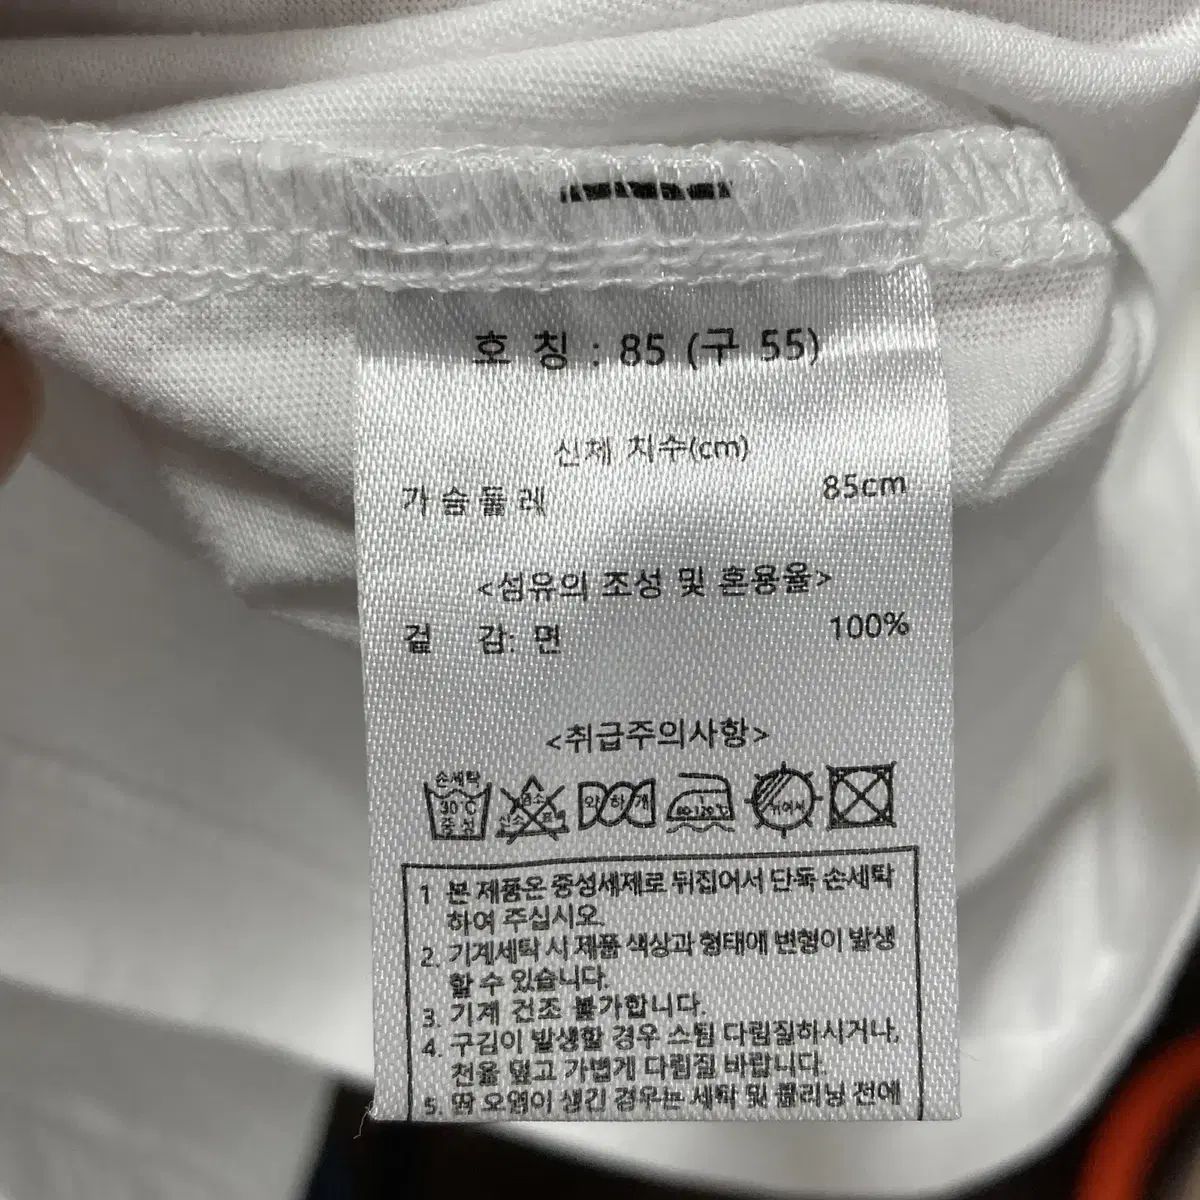 호 칭 : 85 (구 55)
신체 치수(cm)
가슴둘레 85cm
<섬유의 조성 및 혼용율>
겉 감: 면 100%
<취급주의사항>
손세탁
30℃
중성
염소
약하게
80-120℃
뉘어서
1 본 제품은 중성세제로 뒤집어서 단독 손세탁
하여 주십시오.
2. 기계세탁 시 제품 색상과 형태에 변형이 발생
할 수 있습니다.
3. 기계 건조 불가합니다.
4. 구김이 발생할 경우 스팀 다림질하시거나,
천을 덮고 가볍게 다림질 바랍니다.
5. 땀 오염이 생긴 경우는 세탁 및 클리닝 전에